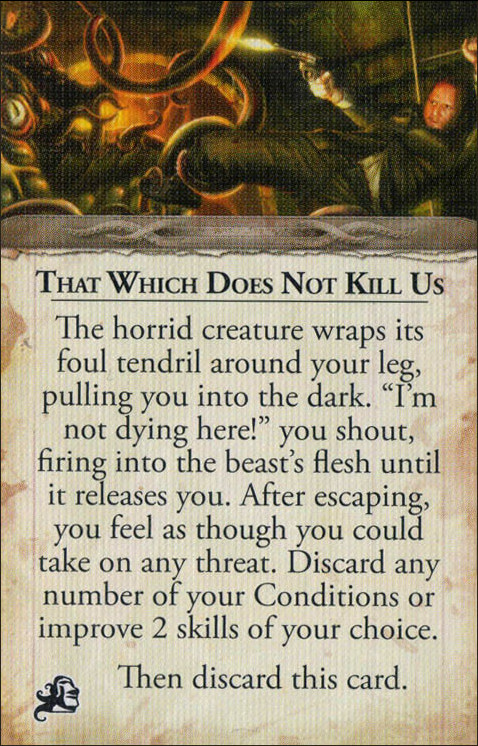 That Which Does Not Kill Us
The horrid creature wraps its
foul tendril around your leg,
pulling you into the dark. “I’m
not dying here!” you shout,
firing into the beast’s flesh until
it releases you. After escaping,
you feel as though you could
take on any threat. Discard any
number of your Conditions or
improve 2 skills of your choice.
Then discard this card.